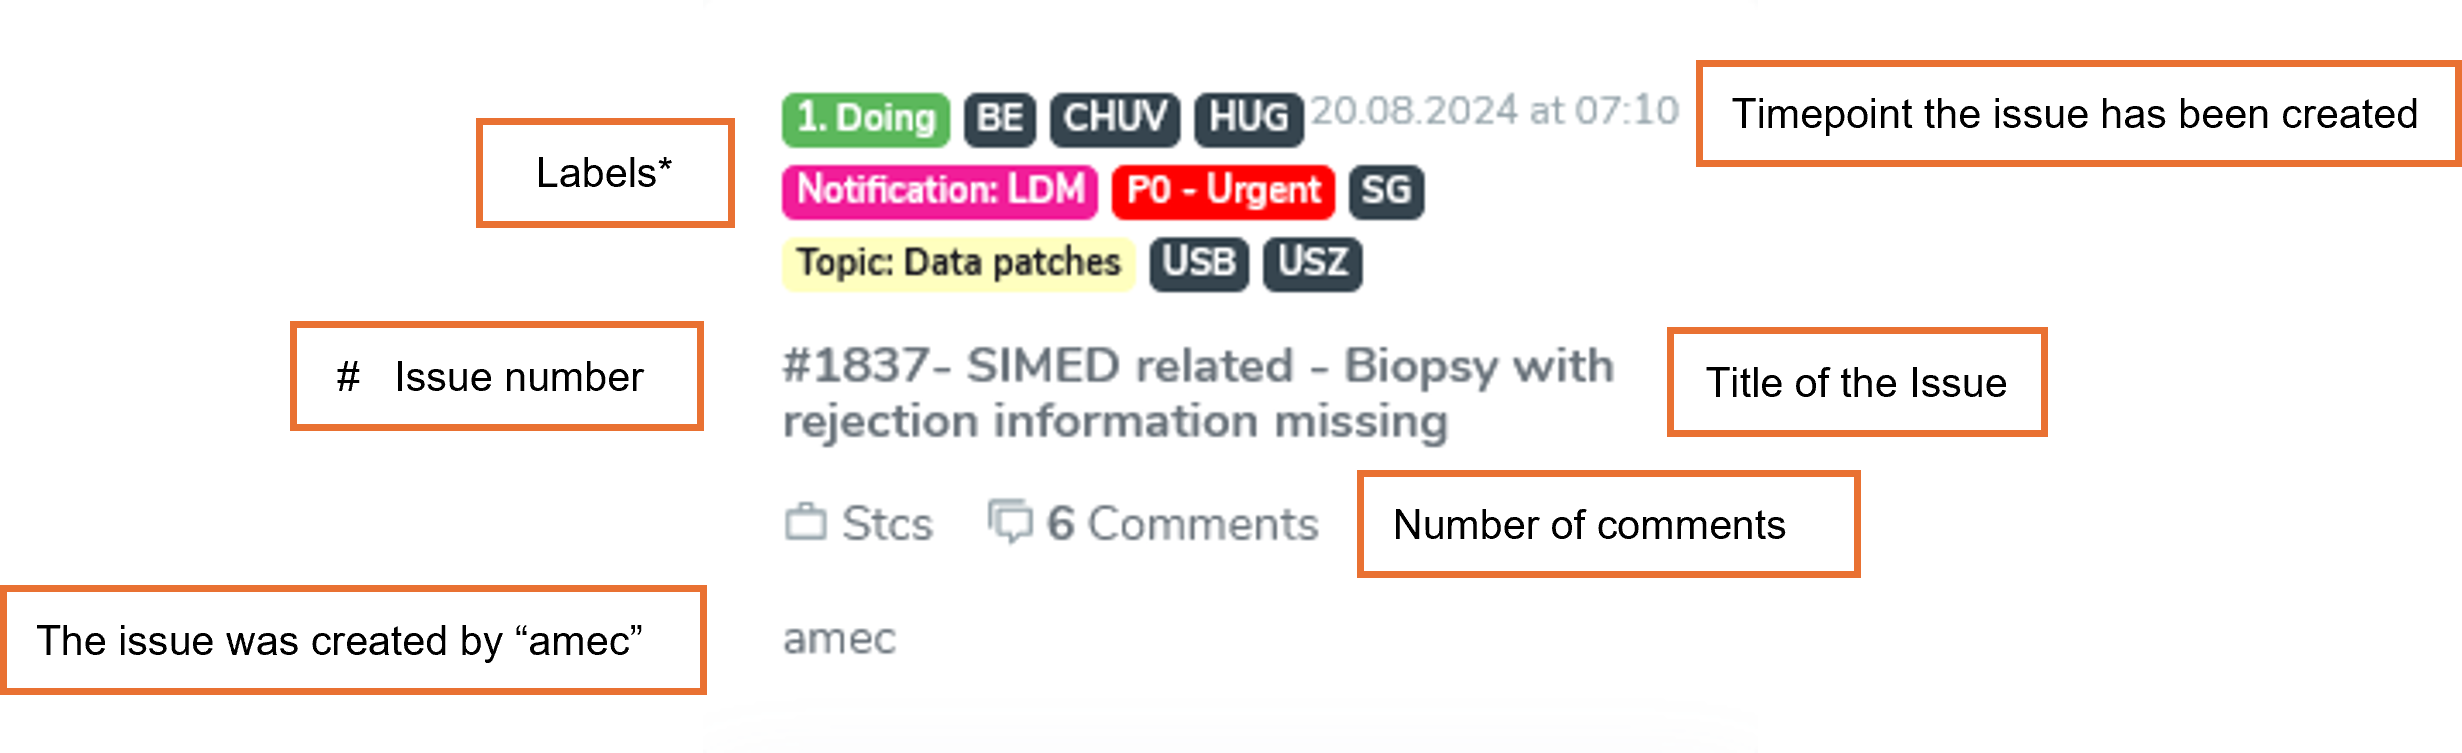 1. Doing BE CHUV HUG 20.08.2024 at 07:10
Timepoint the issue has been created
Labels*
Notification: LDM P0 - Urgent SG
Topic: Data patches USB USZ
# Issue number
#1837- SIMED related - Biopsy with
rejection information missing
Title of the Issue
Stcs 6 Comments
Number of comments
The issue was created by “amec”
amec